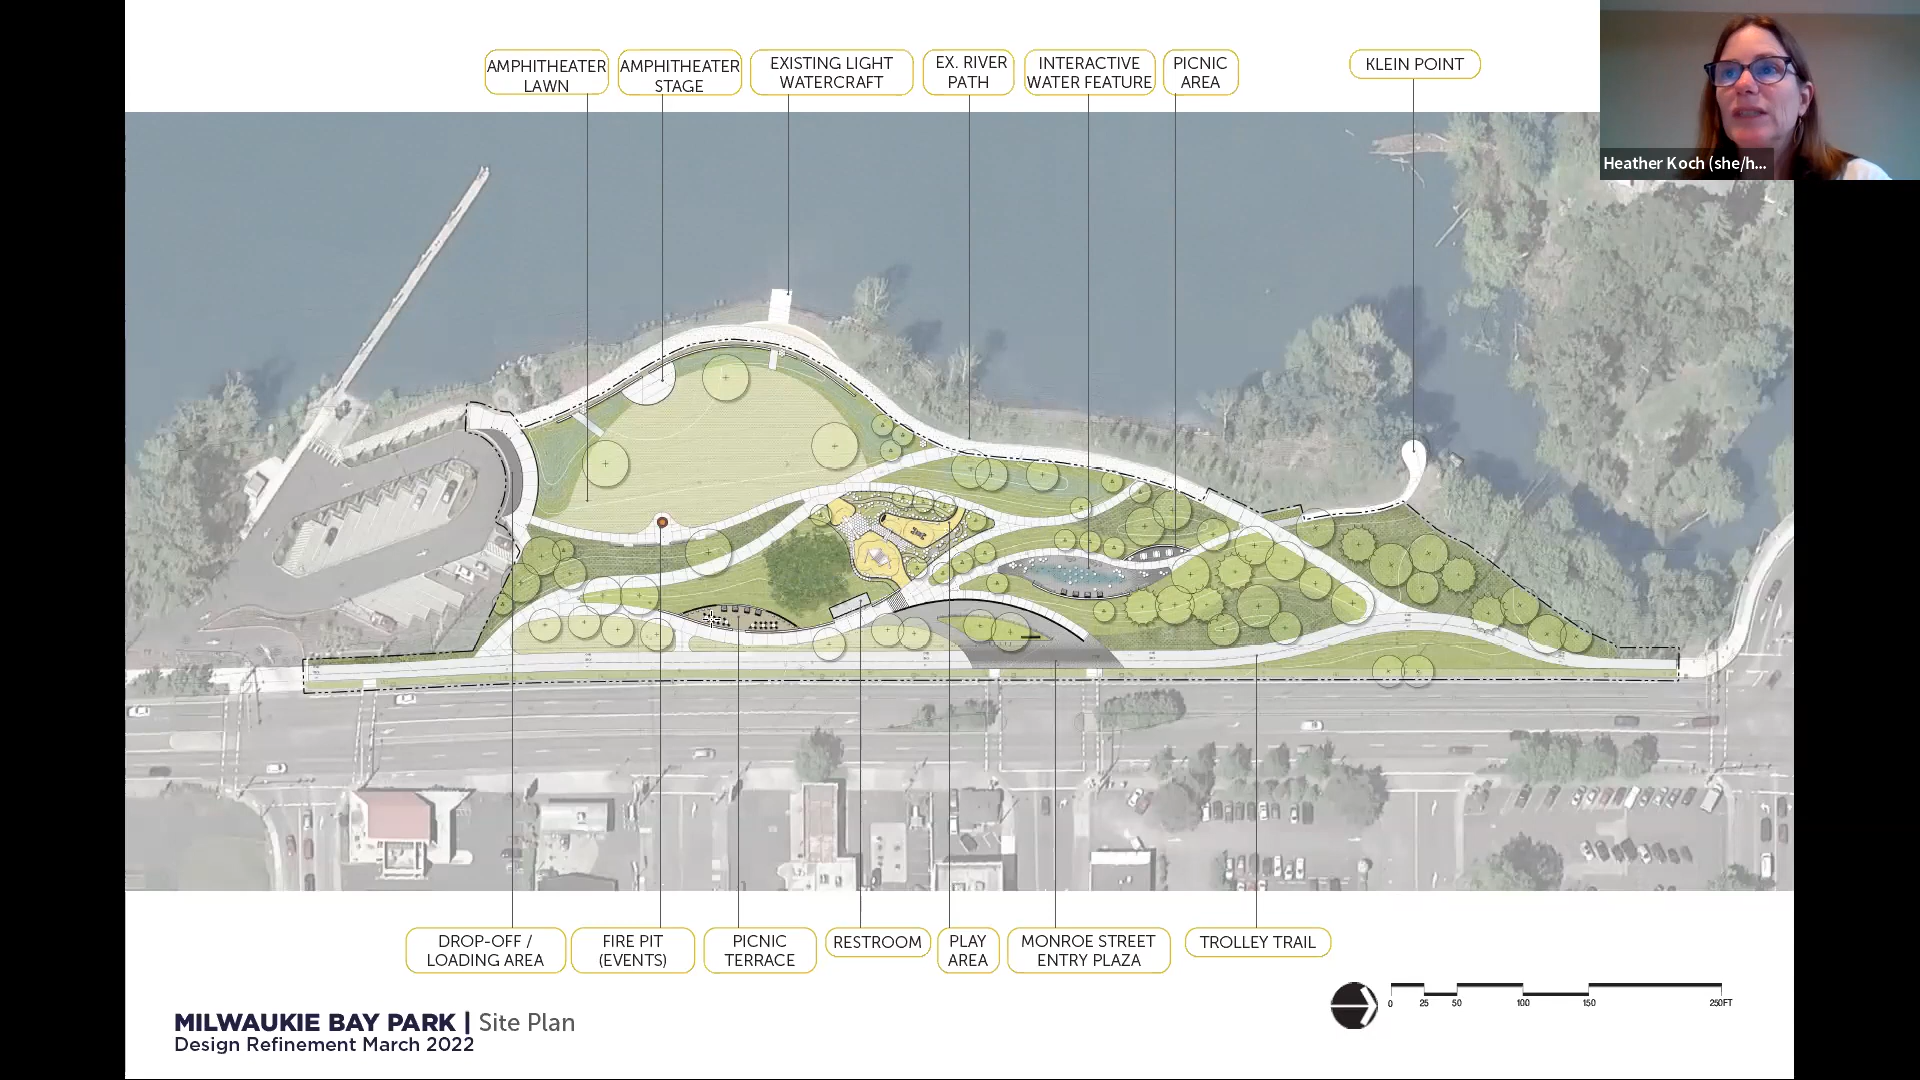 AMPHITHEATER
LAWN
AMPHITHEATER
STAGE
EXISTING LIGHT
WATERCRAFT
EX. RIVER
PATH
INTERACTIVE
WATER FEATURE
PICNIC
AREA
KLEIN POINT
Heather Koch (she/h...
DROP-OFF /
LOADING AREA
FIRE PIT
(EVENTS)
PICNIC
TERRACE
RESTROOM
PLAY
AREA
MONROE STREET
ENTRY PLAZA
TROLLEY TRAIL
0 25 50 100 150 250FT
MILWAUKIE BAY PARK | Site Plan
Design Refinement March 2022